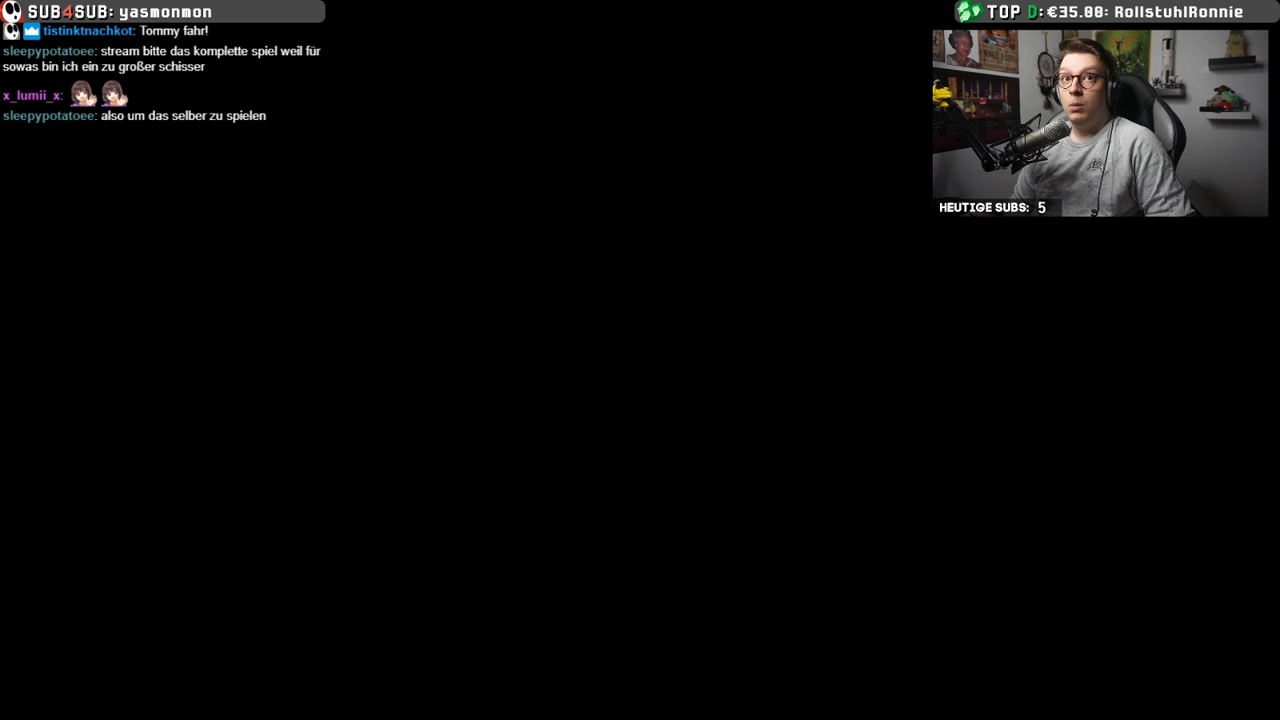 SUB4SUB: yasmonmon
TOP D: €35.00: RollstuhlRonnie
tistinktnachkot: Tommy fahr!
sleepypotatoee: stream bitte das komplette spiel weil für
sowas bin ich ein zu großer schisser
x_lumii_x:
sleepypotatoee: also um das selber zu spielen
HEUTIGE SUBS: 5